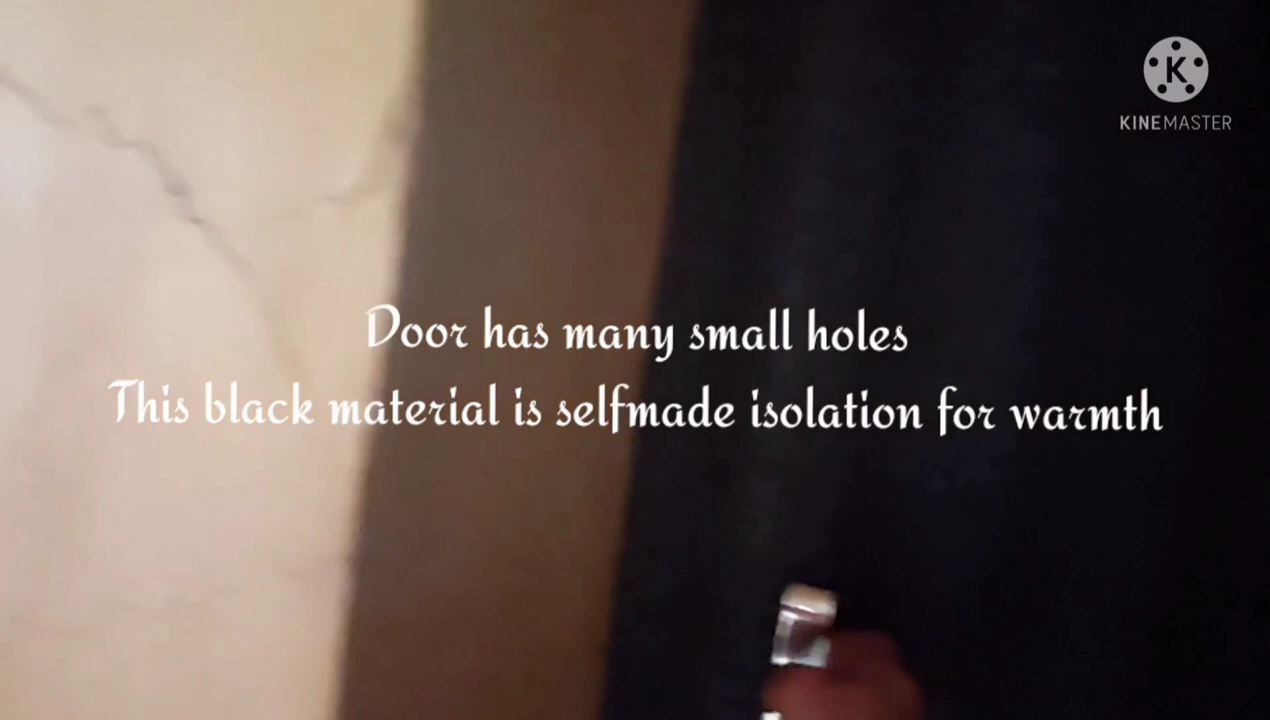 KINEMASTER
Door has many small holes
This black material is selfmade isolation for warmth